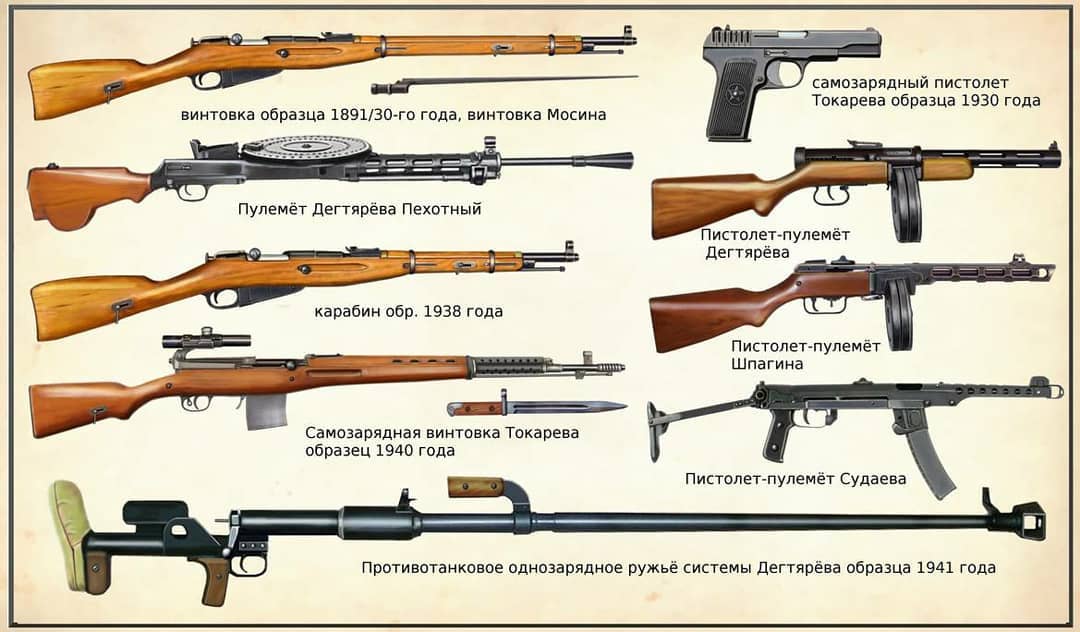 винтовка образца 1891/30-го года, винтовка Мосина
самозарядный пистолет
Токарева образца 1930 года
Пулемёт Дегтярёва Пехотный
Пистолет-пулемёт
Дегтярёва
карабин обр. 1938 года
Пистолет-пулемёт
Шпагина
Самозарядная винтовка Токарева
образец 1940 года
Пистолет-пулемёт Судаева
Противотанковое однозарядное ружьё системы Дегтярёва образца 1941 года